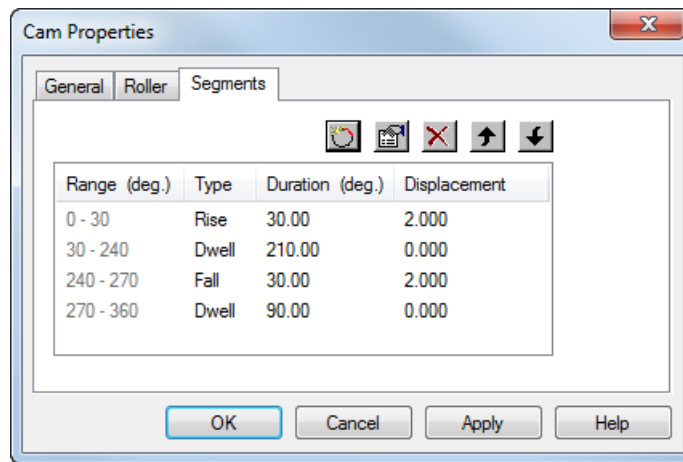 Cam Properties
General Roller Segments
Range (deg.) Type Duration (deg.) Displacement
0 - 30 Rise 30.00 2.000
30 - 240 Dwell 210.00 0.000
240 - 270 Fall 30.00 2.000
270 - 360 Dwell 90.00 0.000
OK Cancel Apply Help